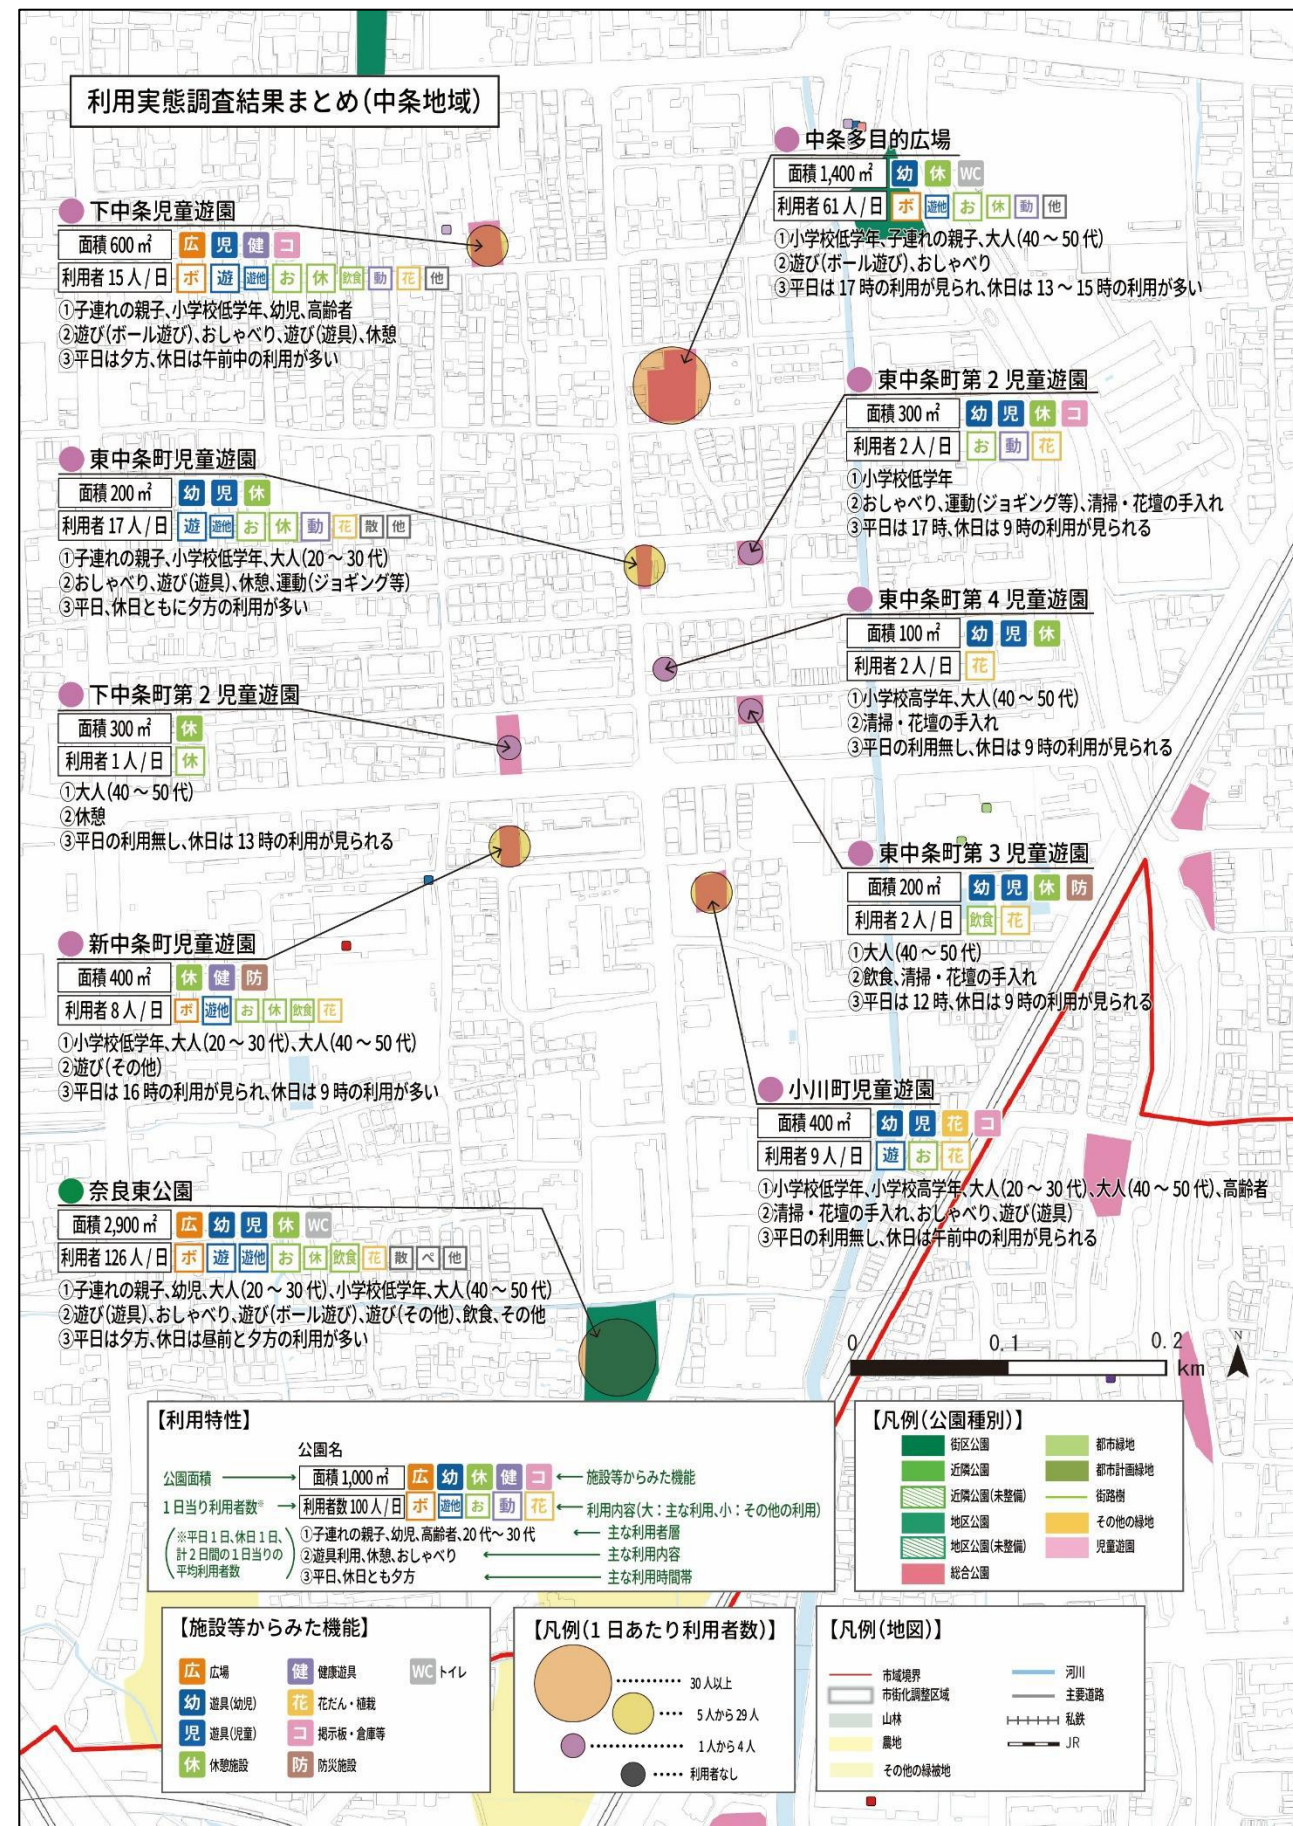 利用実態調査結果まとめ(中条地域)
下中条児童遊園
面積 600 ㎡ 広 児 健 コ
利用者 15 人 / 日 ボ 遊 遊他 お 休 飲食 動 花 他
①子連れの親子、小学校低学年、幼児、高齢者
②遊び(ボール遊び)、おしゃべり、遊び(遊具)、休憩
③平日は夕方、休日は午前中の利用が多い
中条多目的広場
面積 1,400 ㎡ 幼 休 WC
利用者 61 人 / 日 ボ 遊他 お 休 動 他
①小学校低学年、子連れの親子、大人(40 ～ 50 代)
②遊び(ボール遊び)、おしゃべり
③平日は 17 時の利用が見られ、休日は 13 ～ 15 時の利用が多い
東中条町第 2 児童遊園
面積 300 ㎡ 幼 児 休 コ
利用者 2 人 / 日 お 動 花
①小学校低学年
②おしゃべり、運動(ジョギング等)、清掃・花壇の手入れ
③平日は 17 時、休日は 9 時の利用が見られる
東中条町児童遊園
面積 200 ㎡ 幼 児 休
利用者 17 人 / 日 遊 遊他 お 休 動 花 散 他
①子連れの親子、小学校低学年、大人(20 ～ 30 代)
②おしゃべり、遊び(遊具)、休憩、運動(ジョギング等)
③平日、休日ともに夕方の利用が多い
東中条町第 4 児童遊園
面積 100 ㎡ 幼 児 休
利用者 2 人 / 日 花
①小学校高学年、大人(40 ～ 50 代)
②清掃・花壇の手入れ
③平日の利用無し、休日は 9 時の利用が見られる
下中条町第 2 児童遊園
面積 300 ㎡ 休
利用者 1 人 / 日 休
①大人(40 ～ 50 代)
②休憩
③平日の利用無し、休日は 13 時の利用が見られる
東中条町第 3 児童遊園
面積 200 ㎡ 幼 児 休 防
利用者 2 人 / 日 飲食 花
①大人(40 ～ 50 代)
②飲食、清掃・花壇の手入れ
③平日は 12 時、休日は 9 時の利用が見られる
新中条町児童遊園
面積 400 ㎡ 休 健 防
利用者 8 人 / 日 ボ 遊他 お 休 飲食 花
①小学校低学年、大人(20 ～ 30 代)、大人(40 ～ 50 代)
②遊び(その他)
③平日は 16 時の利用が見られ、休日は 9 時の利用が多い
小川町児童遊園
面積 400 ㎡ 幼 児 花 コ
利用者 9 人 / 日 遊 お 花
①小学校低学年、小学校高学年、大人(20 ～ 30 代)、大人(40 ～ 50 代)、高齢者
②清掃・花壇の手入れ、おしゃべり、遊び(遊具)
③平日の利用無し、休日は午前中の利用が見られる
奈良東公園
面積 2,900 ㎡ 広 幼 児 休 WC
利用者 126 人 / 日 ボ 遊 遊他 お 休 飲食 花 散 ペ 他
①子連れの親子、幼児、大人(20 ～ 30 代)、小学校低学年、大人(40 ～ 50 代)
②遊び(遊具)、おしゃべり、遊び(ボール遊び)、遊び(その他)、飲食、その他
③平日は夕方、休日は昼前と夕方の利用が多い
0 0.1 0.2
km
N
【利用特性】
公園名
公園面積 面積 1,000 ㎡ 広 幼 休 健 コ 施設等からみた機能
1 日当り利用者数※ 利用者数 100 人 / 日 ボ 遊他 お 動 花 利用内容(大：主な利用、小：その他の利用)
(※平日 1 日、休日 1 日、
計 2 日間の 1 日当りの
平均利用者数)
①子連れの親子、幼児、高齢者、20 代～ 30 代 主な利用者層
②遊具利用、休憩、おしゃべり 主な利用内容
③平日、休日とも夕方 主な利用時間帯
【凡例(公園種別)】
街区公園 都市緑地
近隣公園 都市計画緑地
近隣公園(未整備) 街路樹
地区公園 その他の緑地
地区公園(未整備) 児童遊園
総合公園
【施設等からみた機能】
広 広場 健 健康遊具 WC トイレ
幼 遊具(幼児) 花 花だん・植栽
児 遊具(児童) コ 掲示板・倉庫等
休 休憩施設 防 防災施設
【凡例(1 日あたり利用者数)】
30 人以上
5 人から 29 人
1 人から 4 人
利用者なし
【凡例(地図)】
市域境界 河川
市街化調整区域 主要道路
山林 私鉄
農地 JR
その他の緑被地